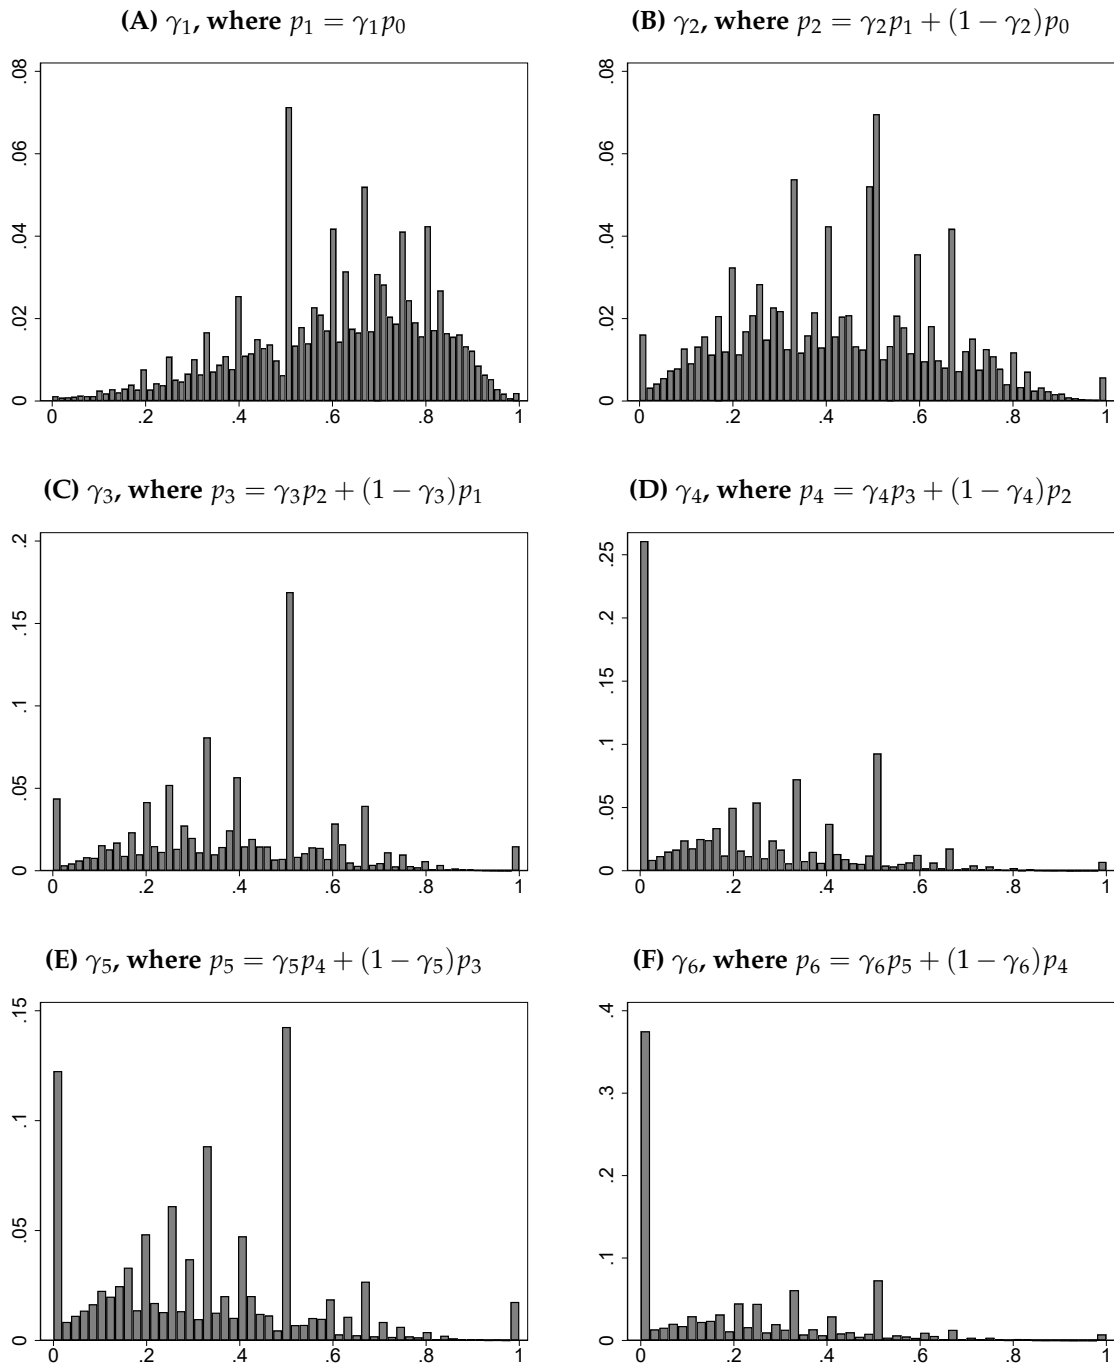 (A) γ₁, where p₁ = γ₁p₀
(B) γ₂, where p₂ = γ₂p₁ + (1 − γ₂)p₀
.08
.06
.04
.02
0
0 .2 .4 .6 .8 1
.08
.06
.04
.02
0
0 .2 .4 .6 .8 1
(C) γ₃, where p₃ = γ₃p₂ + (1 − γ₃)p₁
(D) γ₄, where p₄ = γ₄p₃ + (1 − γ₄)p₂
.2
.15
.1
.05
0
0 .2 .4 .6 .8 1
.25
.2
.15
.1
.05
0
0 .2 .4 .6 .8 1
(E) γ₅, where p₅ = γ₅p₄ + (1 − γ₅)p₃
(F) γ₆, where p₆ = γ₆p₅ + (1 − γ₆)p₄
.15
.1
.05
0
0 .2 .4 .6 .8 1
.4
.3
.2
.1
0
0 .2 .4 .6 .8 1